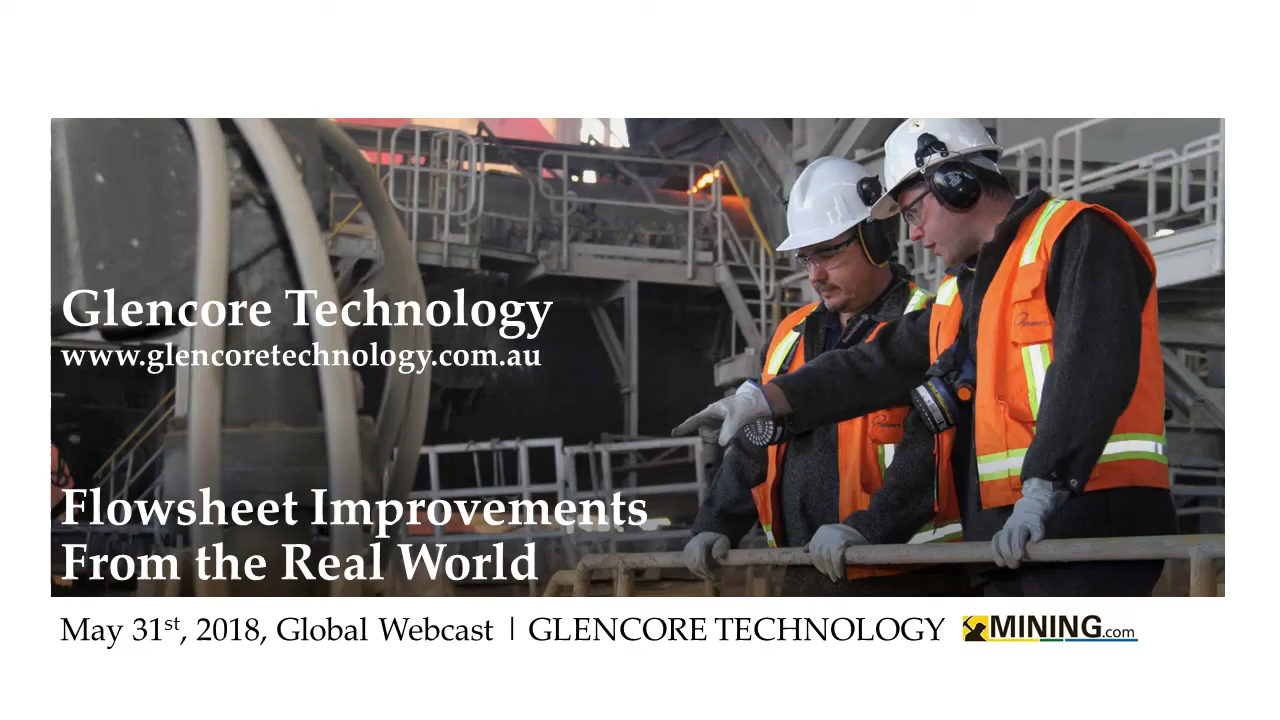 Glencore Technology
www.glencoretechnology.com.au
Flowsheet Improvements
From the Real World
May 31st, 2018, Global Webcast | GLENCORE TECHNOLOGY MINING.com